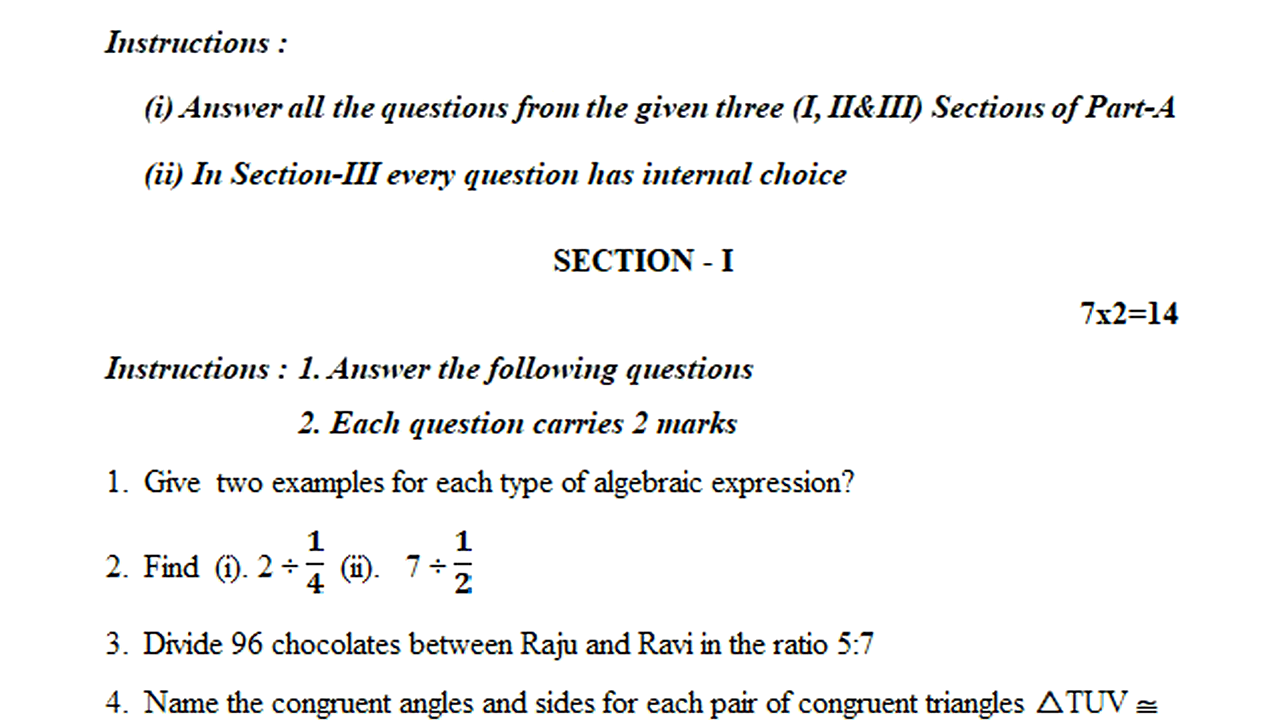 Instructions :
(i) Answer all the questions from the given three (I, II&III) Sections of Part-A
(ii) In Section-III every question has internal choice
SECTION - I
7x2=14
Instructions : 1. Answer the following questions
2. Each question carries 2 marks
1. Give two examples for each type of algebraic expression?
2. Find (i). 2 ÷ 1/4 (ii). 7 ÷ 1/2
3. Divide 96 chocolates between Raju and Ravi in the ratio 5:7
4. Name the congruent angles and sides for each pair of congruent triangles △TUV ≅